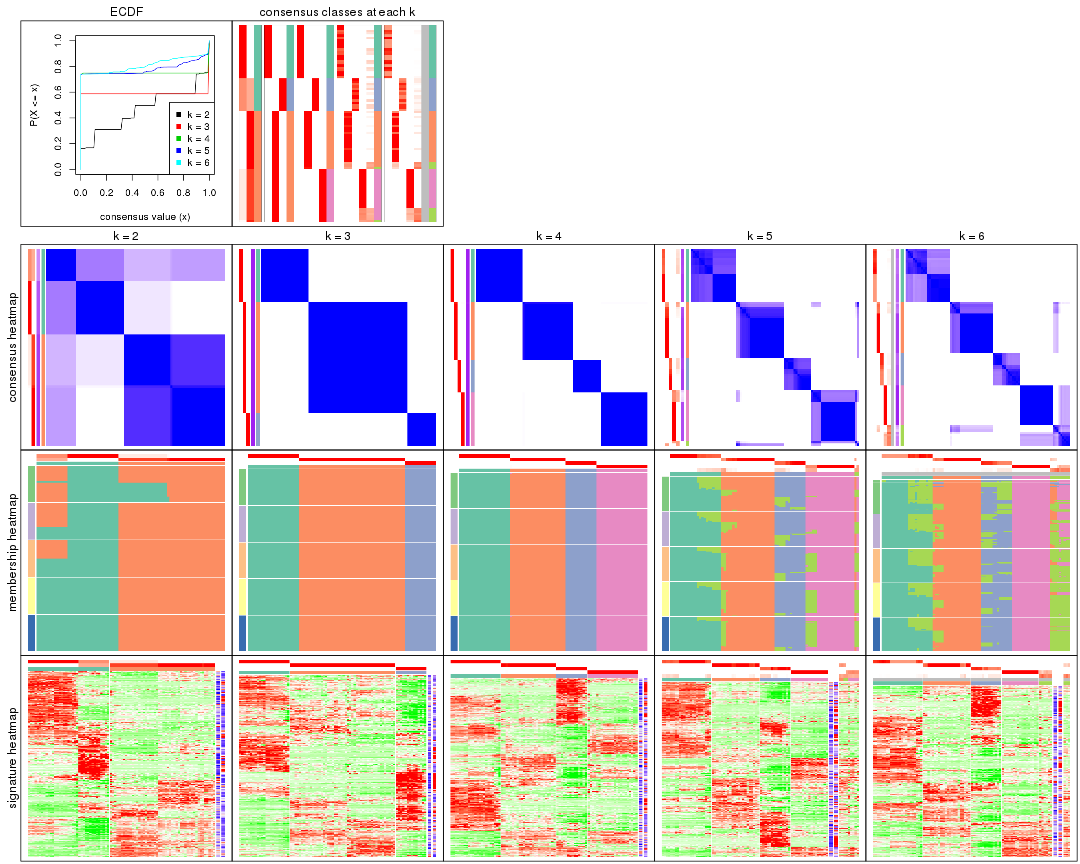 ECDF
consensus classes at each k
P(X <= x)
0.0 0.2 0.4 0.6 0.8 1.0
k = 2
k = 3
k = 4
k = 5
k = 6
0.0 0.2 0.4 0.6 0.8 1.0
consensus value (x)
k = 2
k = 3
k = 4
k = 5
k = 6
consensus heatmap
membership heatmap
signature heatmap